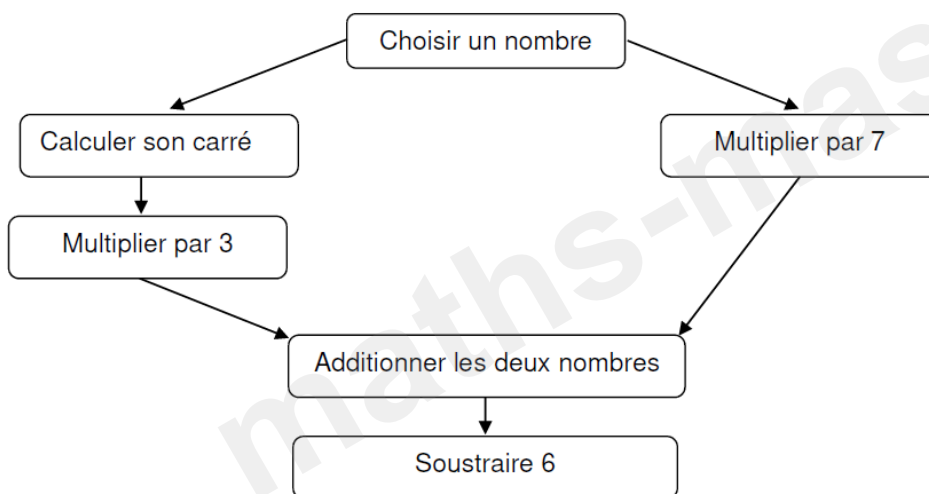 Choisir un nombre
Calculer son carré
Multiplier par 7
Multiplier par 3
Additionner les deux nombres
Soustraire 6
maths-mas